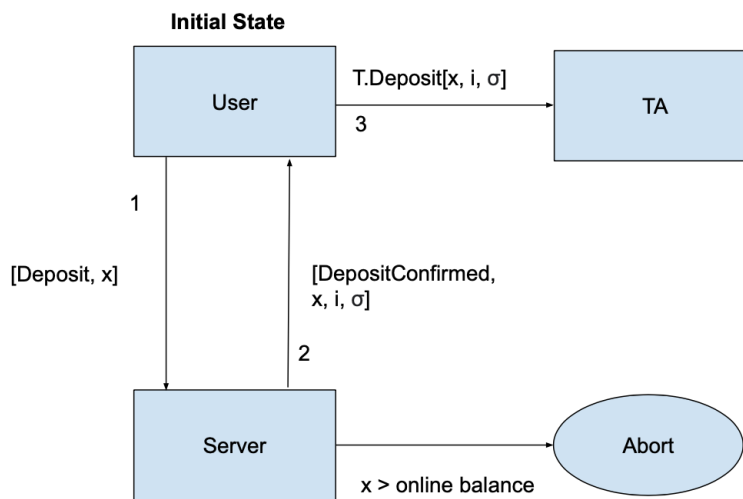 Initial State
User
T.Deposit[x, i, σ]
3
TA
1
[Deposit, x]
[DepositConfirmed,
x, i, σ]
2
Server
Abort
x > online balance